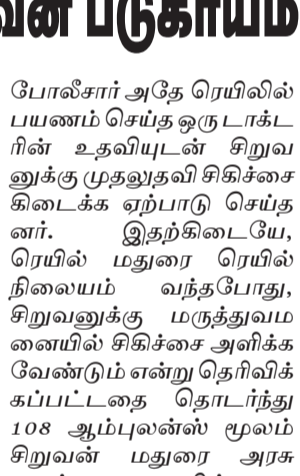 வன் படுகாயம்
போலீசார் அதே ரெயிலில்
பயணம் செய்த ஒரு டாக்ட
ரின் உதவியுடன் சிறுவ
னுக்கு முதலுதவி சிகிச்சை
கிடைக்க ஏற்பாடு செய்த
னர். இதற்கிடையே,
ரெயில் மதுரை ரெயில்
நிலையம் வந்தபோது,
சிறுவனுக்கு மருத்துவம
னையில் சிகிச்சை அளிக்க
வேண்டும் என்று தெரிவிக்
கப்பட்டதை தொடர்ந்து
108 ஆம்புலன்ஸ் மூலம்
சிறுவன் மதுரை அரசு